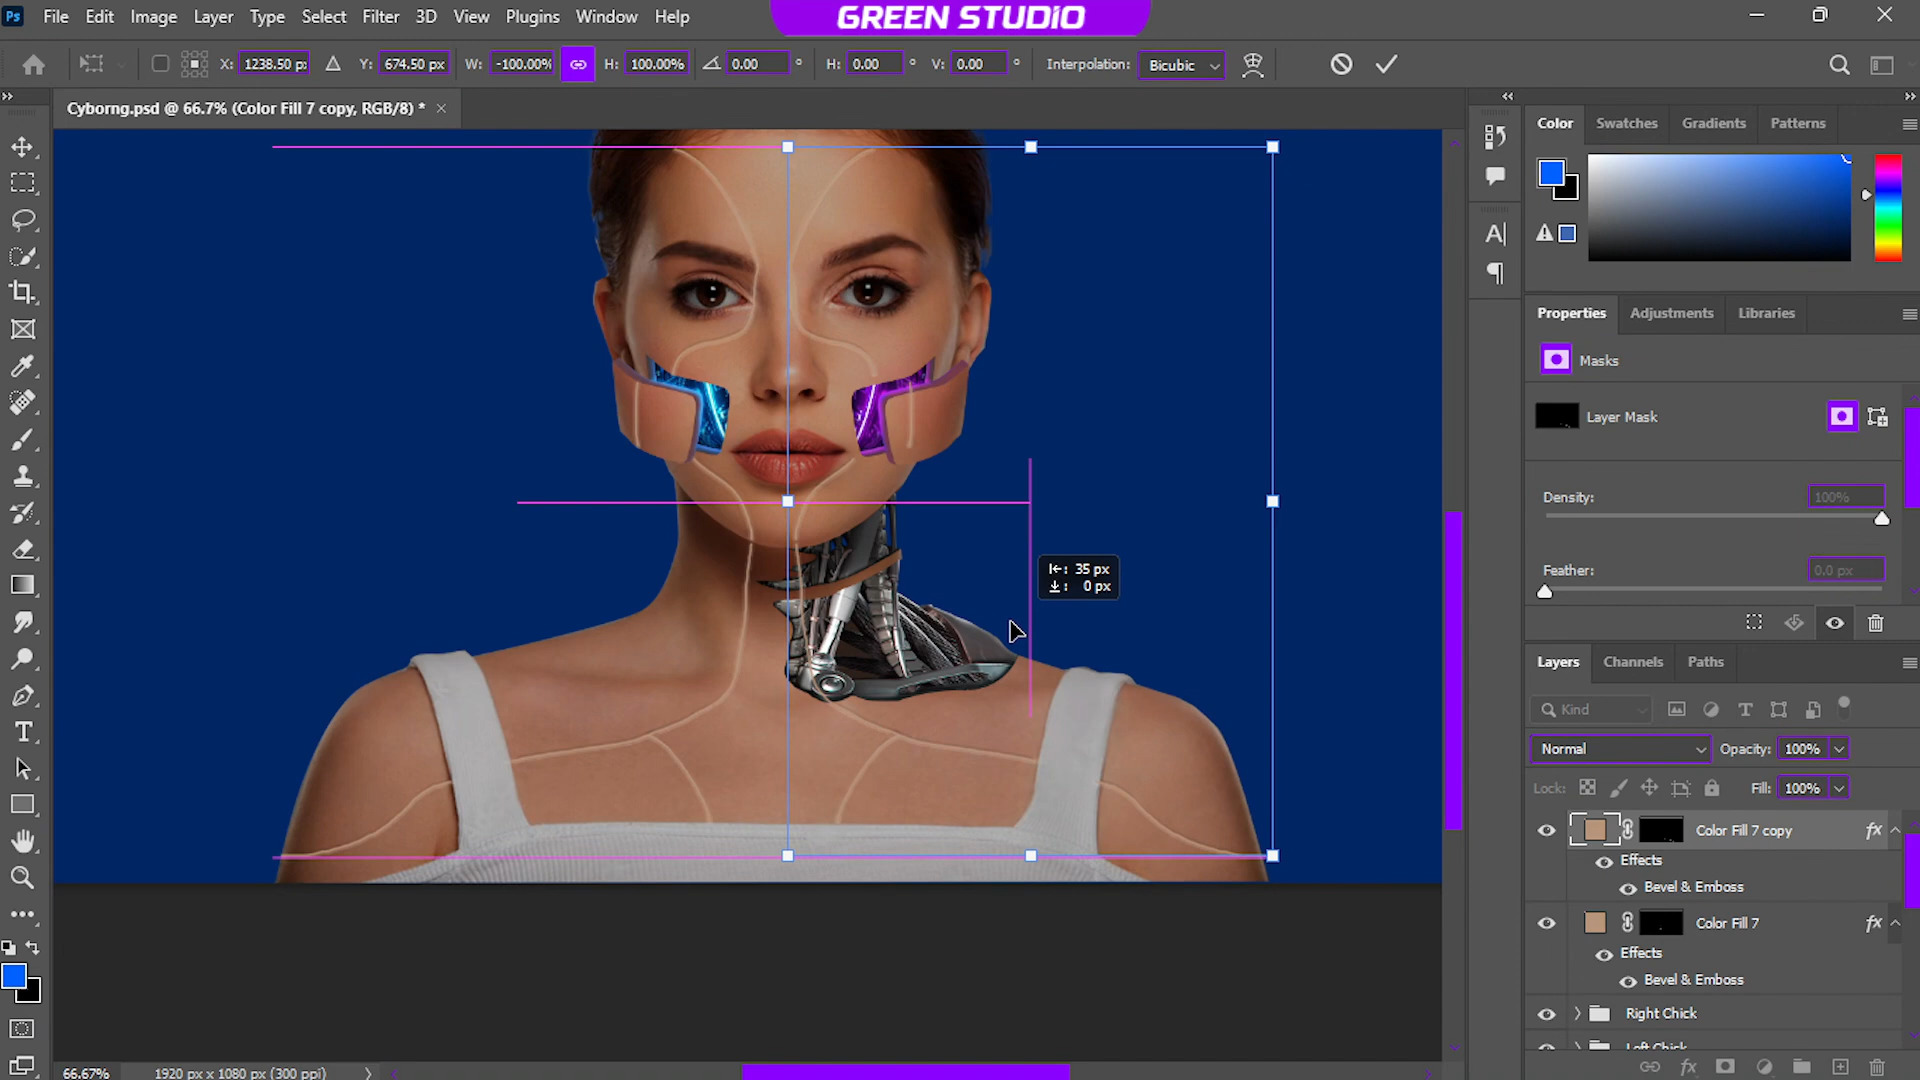 Ps File Edit Image Layer Type Select Filter 3D View Plugins Window Help
GREEN STUDIO
X: 1238.50 px Y: 674.50 px W: -100.00% H: 100.00% 0.00 ° H: 0.00 ° V: 0.00 ° Interpolation: Bicubic
Cyborng.psd @ 66.7% (Color Fill 7 copy, RGB/8) *
Color Swatches Gradients Patterns
Properties Adjustments Libraries
Masks
Layer Mask
Density: 100%
Feather: 0.0 px
35 px
0 px
Layers Channels Paths
Kind
Normal Opacity: 100%
Lock: Fill: 100%
Color Fill 7 copy fx
Effects
Bevel & Emboss
Color Fill 7 fx
Effects
Bevel & Emboss
Right Chick
Left Chick
66.67% 1920 px x 1080 px (300 ppi)